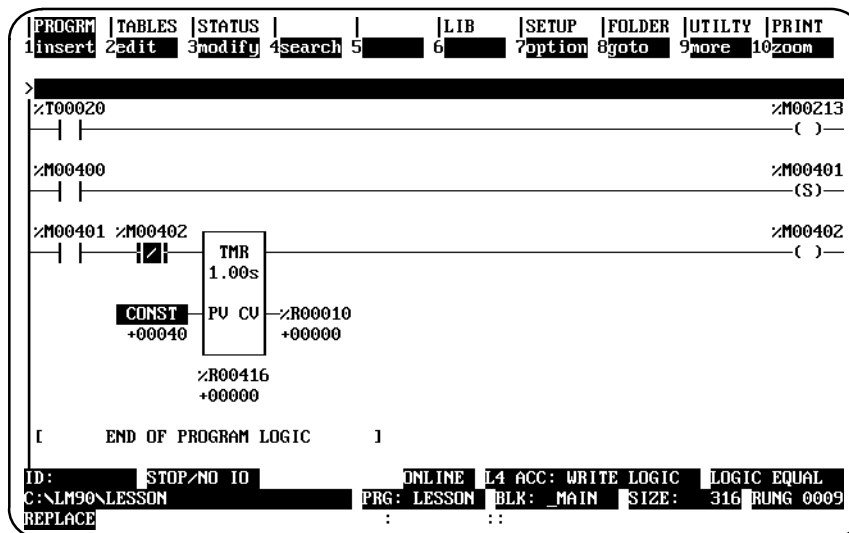 PROGRM |TABLES |STATUS | | |LIB |SETUP |FOLDER |UTILTY |PRINT
1insert 2edit 3modify 4search 5 6 7option 8goto 9more 10zoom
>
%T00020 %M00213
( )
%M00400 %M00401
(S)
%M00401 %M00402 %M00402
/ TMR ( )
1.00s
CONST PV CV %R00010
+00040 +00000
%R00416
+00000
[ END OF PROGRAM LOGIC ]
ID: STOP/NO IO ONLINE L4 ACC: WRITE LOGIC LOGIC EQUAL
C:\LM90\LESSON PRG: LESSON BLK: _MAIN SIZE: 316 RUNG 0009
REPLACE : ::